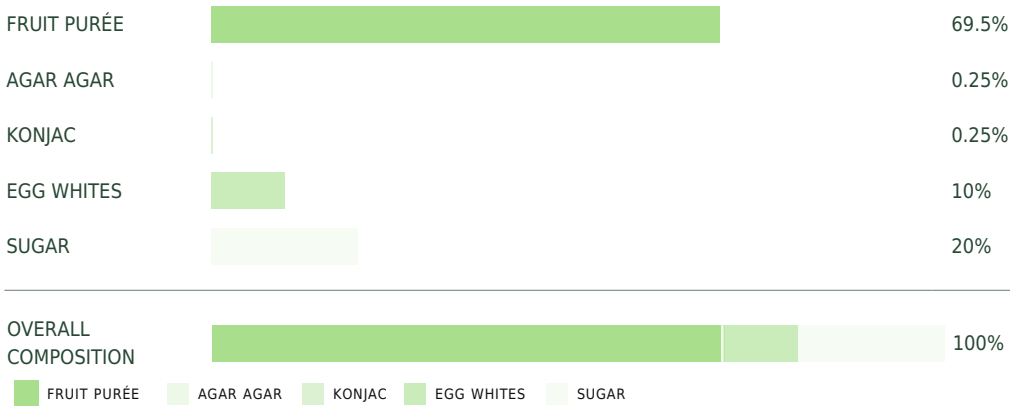 FRUIT PURÉE 69.5%
AGAR AGAR 0.25%
KONJAC 0.25%
EGG WHITES 10%
SUGAR 20%
OVERALL
COMPOSITION 100%
FRUIT PURÉE AGAR AGAR KONJAC EGG WHITES SUGAR